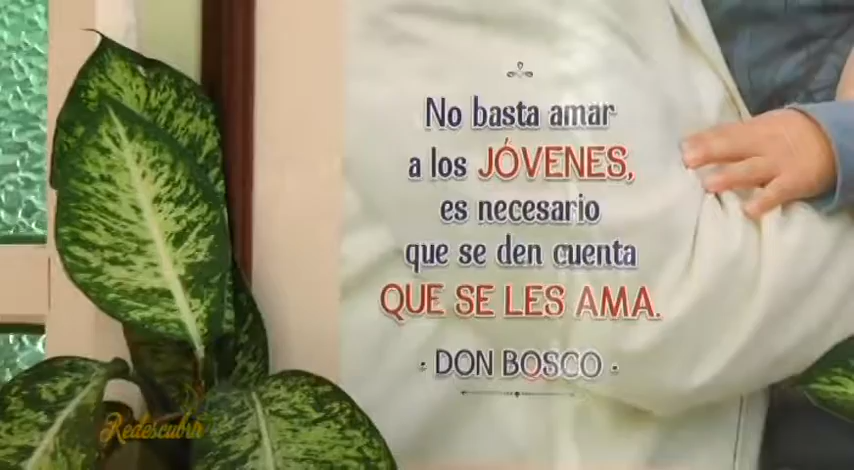 No basta amar
a los JÓVENES,
es necesario
que se den cuenta
QUE SE LES AMA.
· DON BOSCO ·
Redescubrir